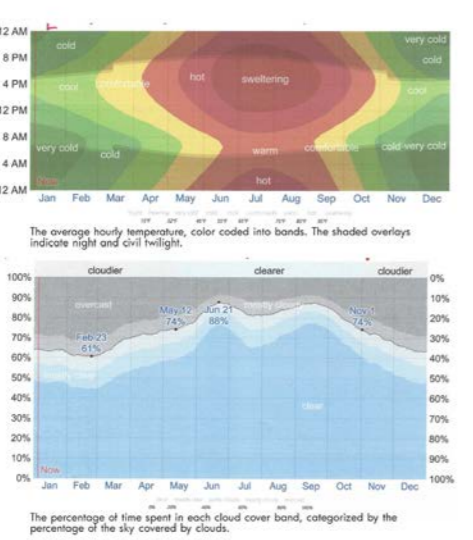 12 AM
8 PM
4 PM
12 PM
8 AM
4 AM
12 AM
cold
very cold
cold
cool
comfortable
hot
sweltering
cool
very cold
cold
warm
comfortable
cold
very cold
hot
Now
Jan Feb Mar Apr May Jun Jul Aug Sep Oct Nov Dec
The average hourly temperature, color coded into bands. The shaded overlays
indicate night and civil twilight.
cloudier clearer cloudier
100% 0%
90% 10%
80% 20%
70% 30%
60% 40%
50% 50%
40% 60%
30% 70%
20% 80%
10% 90%
0% 100%
overcast
Feb 23
61%
May 12
74%
Jun 21
88%
Nov 1
74%
clear
Now
Jan Feb Mar Apr May Jun Jul Aug Sep Oct Nov Dec
The percentage of time spent in each cloud cover band, categorized by the
percentage of the sky covered by clouds.